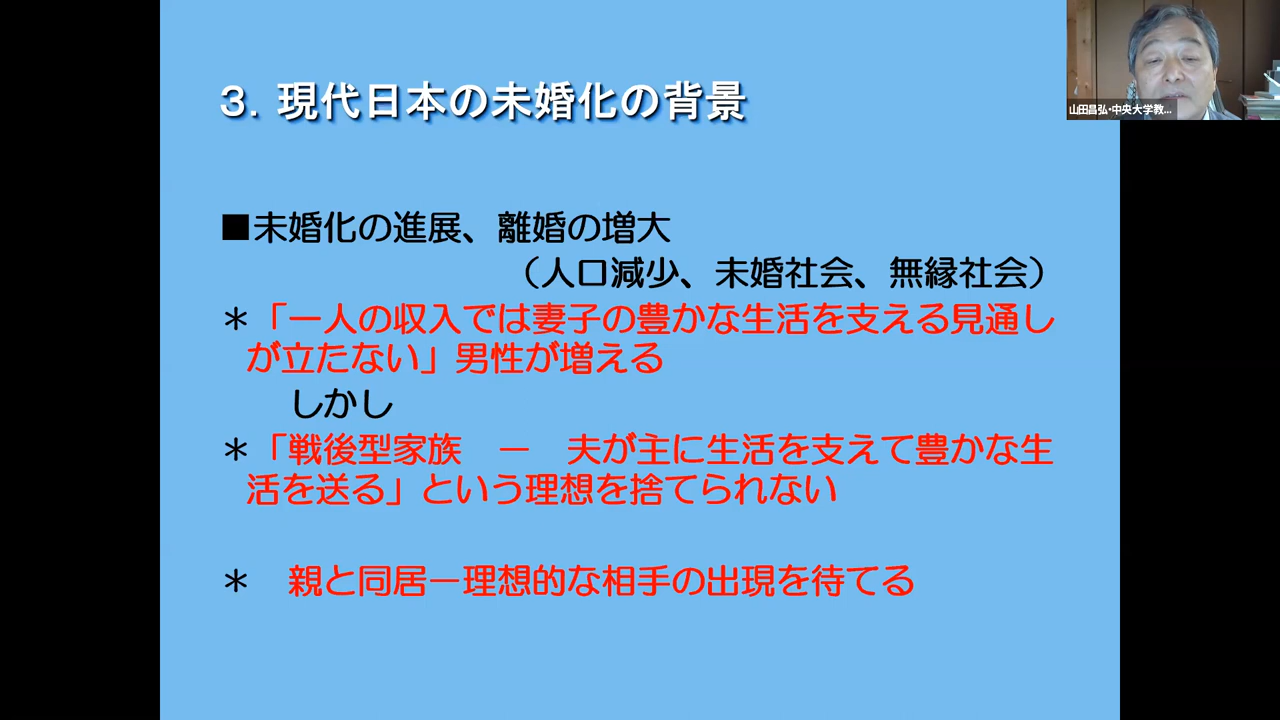 3．現代日本の未婚化の背景
山田昌弘・中央大学教...
■未婚化の進展、離婚の増大
（人口減少、未婚社会、無縁社会）
＊「一人の収入では妻子の豊かな生活を支える見通し
が立たない」男性が増える
しかし
＊「戦後型家族　－　夫が主に生活を支えて豊かな生
活を送る」という理想を捨てられない
＊　親と同居－理想的な相手の出現を待てる